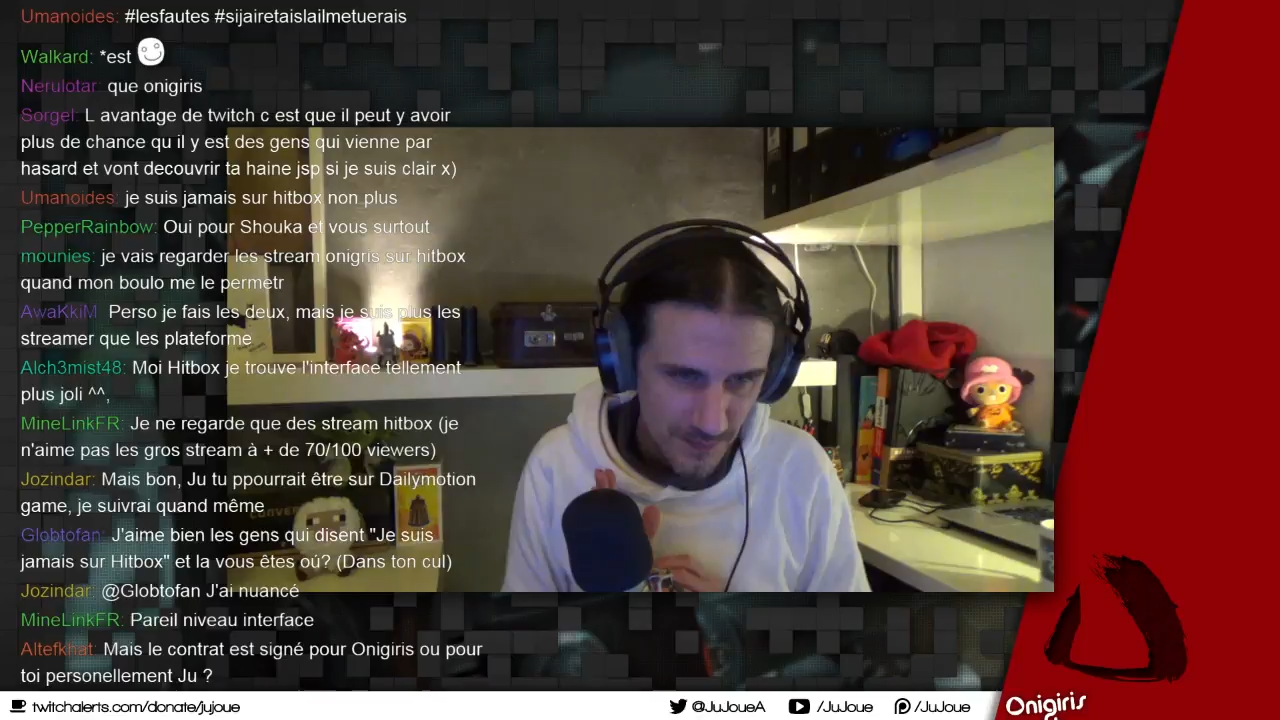 Umanoides: #lesfautes #sijairetaislailmetuerais
Walkard: *est
Nerulotar: que onigiris
Sorgel: L avantage de twitch c est que il peut y avoir
plus de chance qu il y est des gens qui vienne par
hasard et vont decouvrir ta haine jsp si je suis clair x)
Umanoides: je suis jamais sur hitbox non plus
PepperRainbow: Oui pour Shouka et vous surtout
mounies: je vais regarder les stream onigris sur hitbox
quand mon boulo me le permetr
AwaKkiM: Perso je fais les deux, mais je suis plus les
streamer que les plateforme
Alch3mist48: Moi Hitbox je trouve l'interface tellement
plus joli ^^,
MineLinkFR: Je ne regarde que des stream hitbox (je
n'aime pas les gros stream à + de 70/100 viewers)
Jozindar: Mais bon, Ju tu ppourrait être sur Dailymotion
game, je suivrai quand même
Globtofan: J'aime bien les gens qui disent "Je suis
jamais sur Hitbox" et la vous êtes oú? (Dans ton cul)
Jozindar: @Globtofan J'ai nuancé
MineLinkFR: Pareil niveau interface
Altefkhat: Mais le contrat est signé pour Onigiris ou pour
toi personellement Ju ?
twitchalerts.com/donate/jujoue
@JuJoueA
/JuJoue
/JuJoue
Onigiris